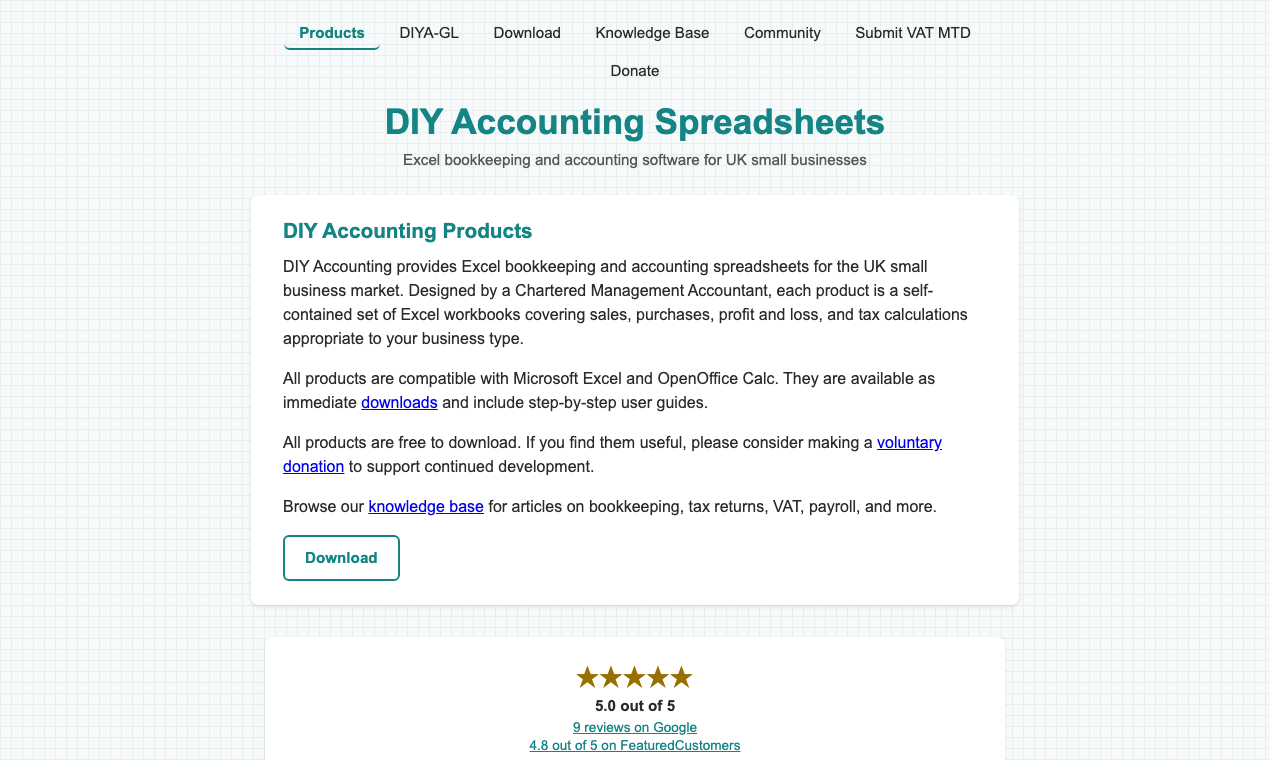 Products DIYA-GL Download Knowledge Base Community Submit VAT MTD
Donate
DIY Accounting Spreadsheets
Excel bookkeeping and accounting software for UK small businesses
DIY Accounting Products
DIY Accounting provides Excel bookkeeping and accounting spreadsheets for the UK small
business market. Designed by a Chartered Management Accountant, each product is a self-
contained set of Excel workbooks covering sales, purchases, profit and loss, and tax calculations
appropriate to your business type.
All products are compatible with Microsoft Excel and OpenOffice Calc. They are available as
immediate downloads and include step-by-step user guides.
All products are free to download. If you find them useful, please consider making a voluntary
donation to support continued development.
Browse our knowledge base for articles on bookkeeping, tax returns, VAT, payroll, and more.
Download
★★★★★
5.0 out of 5
9 reviews on Google
4.8 out of 5 on FeaturedCustomers